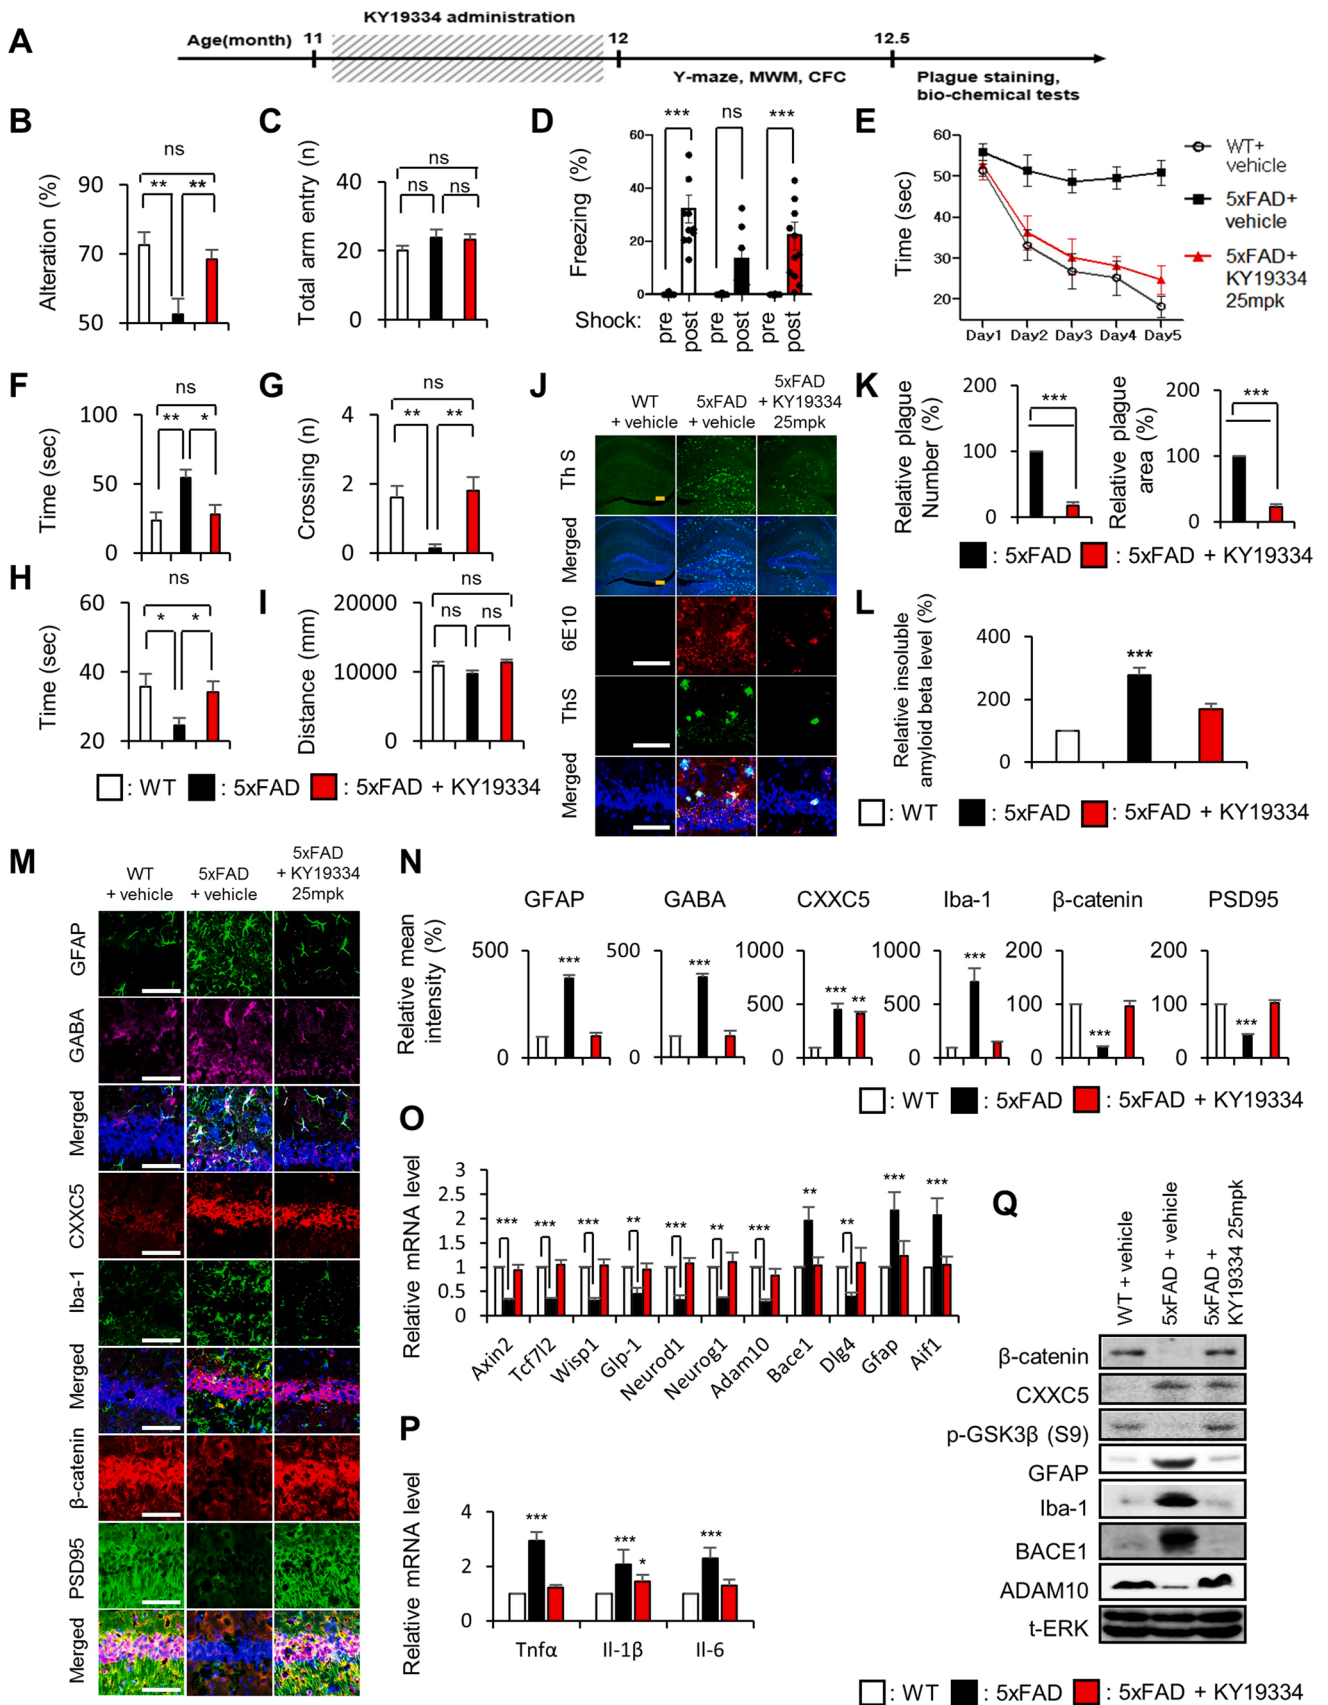 A
KY19334 administration
Age(month)
11
12
12.5
Y-maze, MWM, CFC
Plague staining,
bio-chemical tests
B
Alteration (%)
90
70
50
ns
**
**
C
Total arm entry (n)
40
20
0
ns
ns
ns
D
Freezing (%)
60
40
20
0
***
ns
***
Shock:
pre
post
pre
post
pre
post
E
Time (sec)
60
50
40
30
20
Day1
Day2
Day3
Day4
Day5
WT+
vehicle
5xFAD+
vehicle
5xFAD+
KY19334
25mpk
F
Time (sec)
100
50
0
ns
**
*
G
Crossing (n)
4
2
0
ns
**
**
H
Time (sec)
60
40
20
ns
*
*
I
Distance (mm)
20000
10000
0
ns
ns
ns
: WT
: 5xFAD
: 5xFAD + KY19334
J
WT
+ vehicle
5xFAD
+ vehicle
5xFAD
+ KY19334
25mpk
Th S
Merged
6E10
ThS
Merged
K
Relative plague
Number (%)
200
100
0
***
Relative plague
area (%)
200
100
0
***
: 5xFAD
: 5xFAD + KY19334
L
Relative insoluble
amyloid beta level (%)
400
200
0
***
: WT
: 5xFAD
: 5xFAD + KY19334
M
WT
+ vehicle
5xFAD
+ vehicle
5xFAD
+ KY19334
25mpk
GFAP
GABA
Merged
CXXC5
Iba-1
Merged
β-catenin
PSD95
Merged
N
Relative mean
intensity (%)
GFAP
500
0
***
GABA
500
0
***
CXXC5
1000
500
0
***
**
Iba-1
1000
500
0
***
β-catenin
200
100
0
***
PSD95
200
100
0
***
: WT
: 5xFAD
: 5xFAD + KY19334
O
Relative mRNA level
3
2.5
2
1.5
1
0.5
0
***
***
***
**
***
**
***
**
**
***
***
Axin2
Tcf7l2
Wisp1
Glp-1
Neurod1
Neurog1
Adam10
Bace1
Dlg4
Gfap
Aif1
P
Relative mRNA level
4
2
0
***
***
*
***
Tnfα
Il-1β
Il-6
Q
WT + vehicle
5xFAD + vehicle
5xFAD +
KY19334 25mpk
β-catenin
CXXC5
p-GSK3β (S9)
GFAP
Iba-1
BACE1
ADAM10
t-ERK
: WT
: 5xFAD
: 5xFAD + KY19334